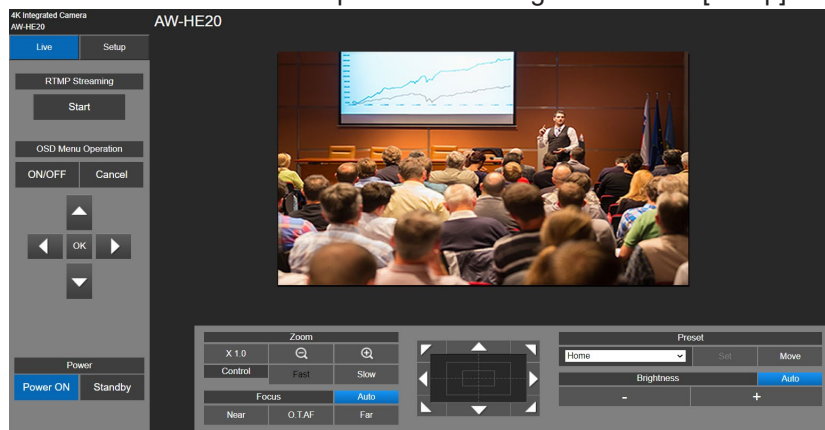 4K Integrated Camera
AW-HE20
AW-HE20
Live Setup
RTMP Streaming
Start
OSD Menu Operation
ON/OFF Cancel
OK
Power
Power ON Standby
Zoom
X 1.0
Control Fast Slow
Focus Auto
Near O.T.AF Far
Preset
Home Set Move
Brightness Auto
- +